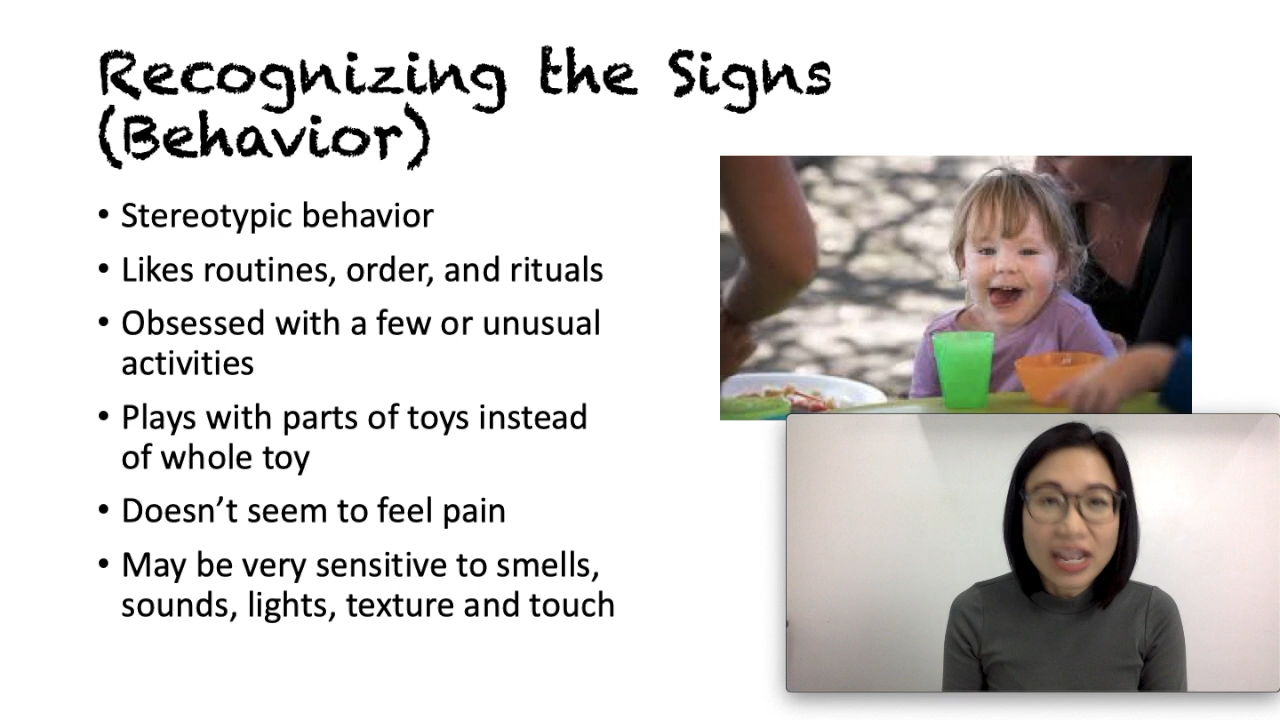 Recognizing the Signs
(Behavior)
• Stereotypic behavior
• Likes routines, order, and rituals
• Obsessed with a few or unusual
activities
• Plays with parts of toys instead
of whole toy
• Doesn’t seem to feel pain
• May be very sensitive to smells,
sounds, lights, texture and touch